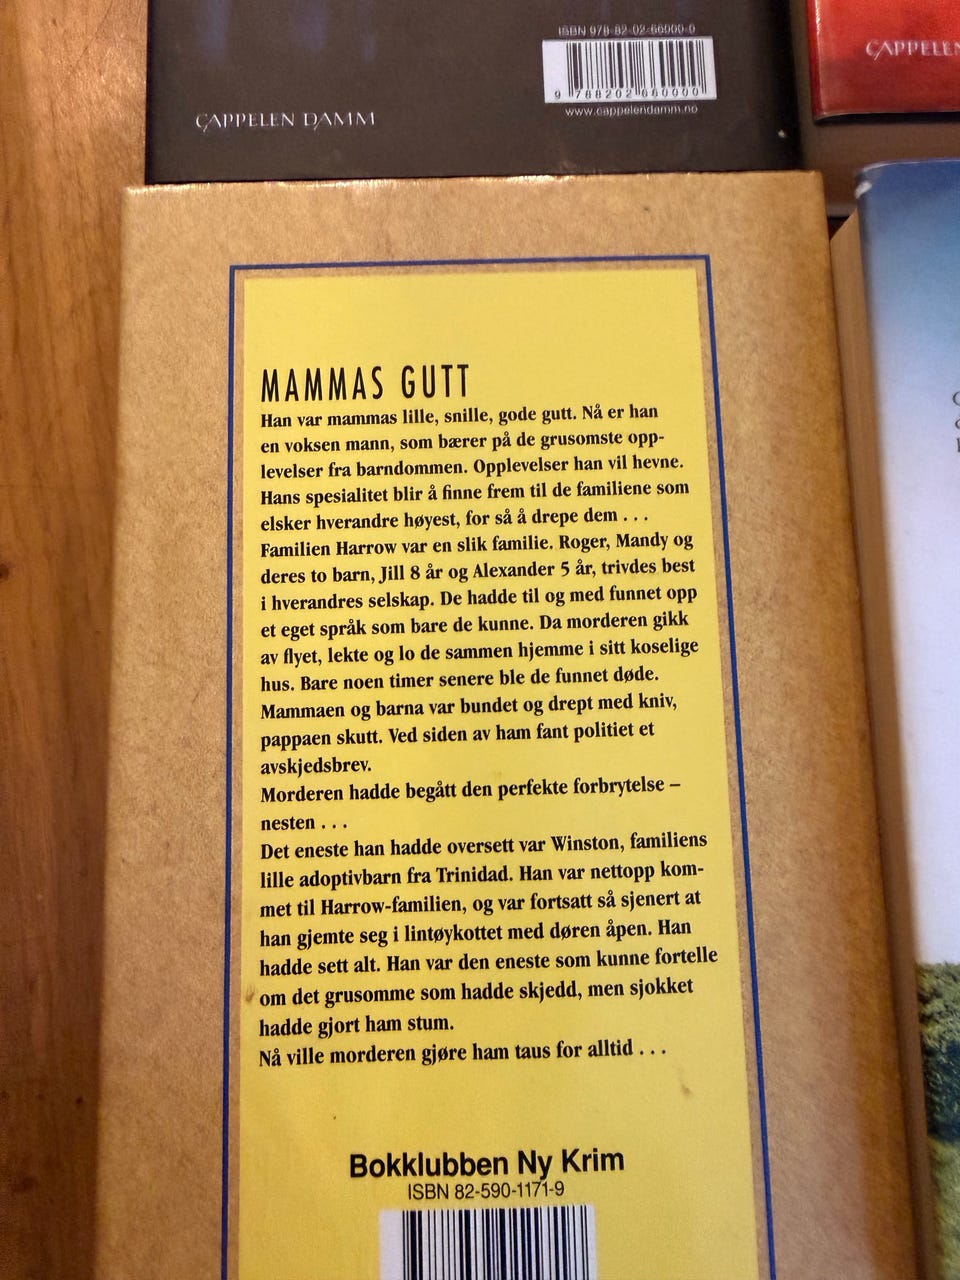 ISBN 978-82-02-66000-0
9 788202 660000
www.cappelendamm.no
CAPPELEN DAMM
CAPPELEN
MAMMAS GUTT
Han var mammas lille, snille, gode gutt. Nå er han
en voksen mann, som bærer på de grusomste opp-
levelser fra barndommen. Opplevelser han vil hevne.
Hans spesialitet blir å finne frem til de familiene som
elsker hverandre høyest, for så å drepe dem . . .
Familien Harrow var en slik familie. Roger, Mandy og
deres to barn, Jill 8 år og Alexander 5 år, trivdes best
i hverandres selskap. De hadde til og med funnet opp
et eget språk som bare de kunne. Da morderen gikk
av flyet, lekte og lo de sammen hjemme i sitt koselige
hus. Bare noen timer senere ble de funnet døde.
Mammaen og barna var bundet og drept med kniv,
pappaen skutt. Ved siden av ham fant politiet et
avskjedsbrev.
Morderen hadde begått den perfekte forbrytelse –
nesten . . .
Det eneste han hadde oversett var Winston, familiens
lille adoptivbarn fra Trinidad. Han var nettopp kom-
met til Harrow-familien, og var fortsatt så sjenert at
han gjemte seg i lintøykottet med døren åpen. Han
hadde sett alt. Han var den eneste som kunne fortelle
om det grusomme som hadde skjedd, men sjokket
hadde gjort ham stum.
Nå ville morderen gjøre ham taus for alltid . . .
Bokklubben Ny Krim
ISBN 82-590-1171-9